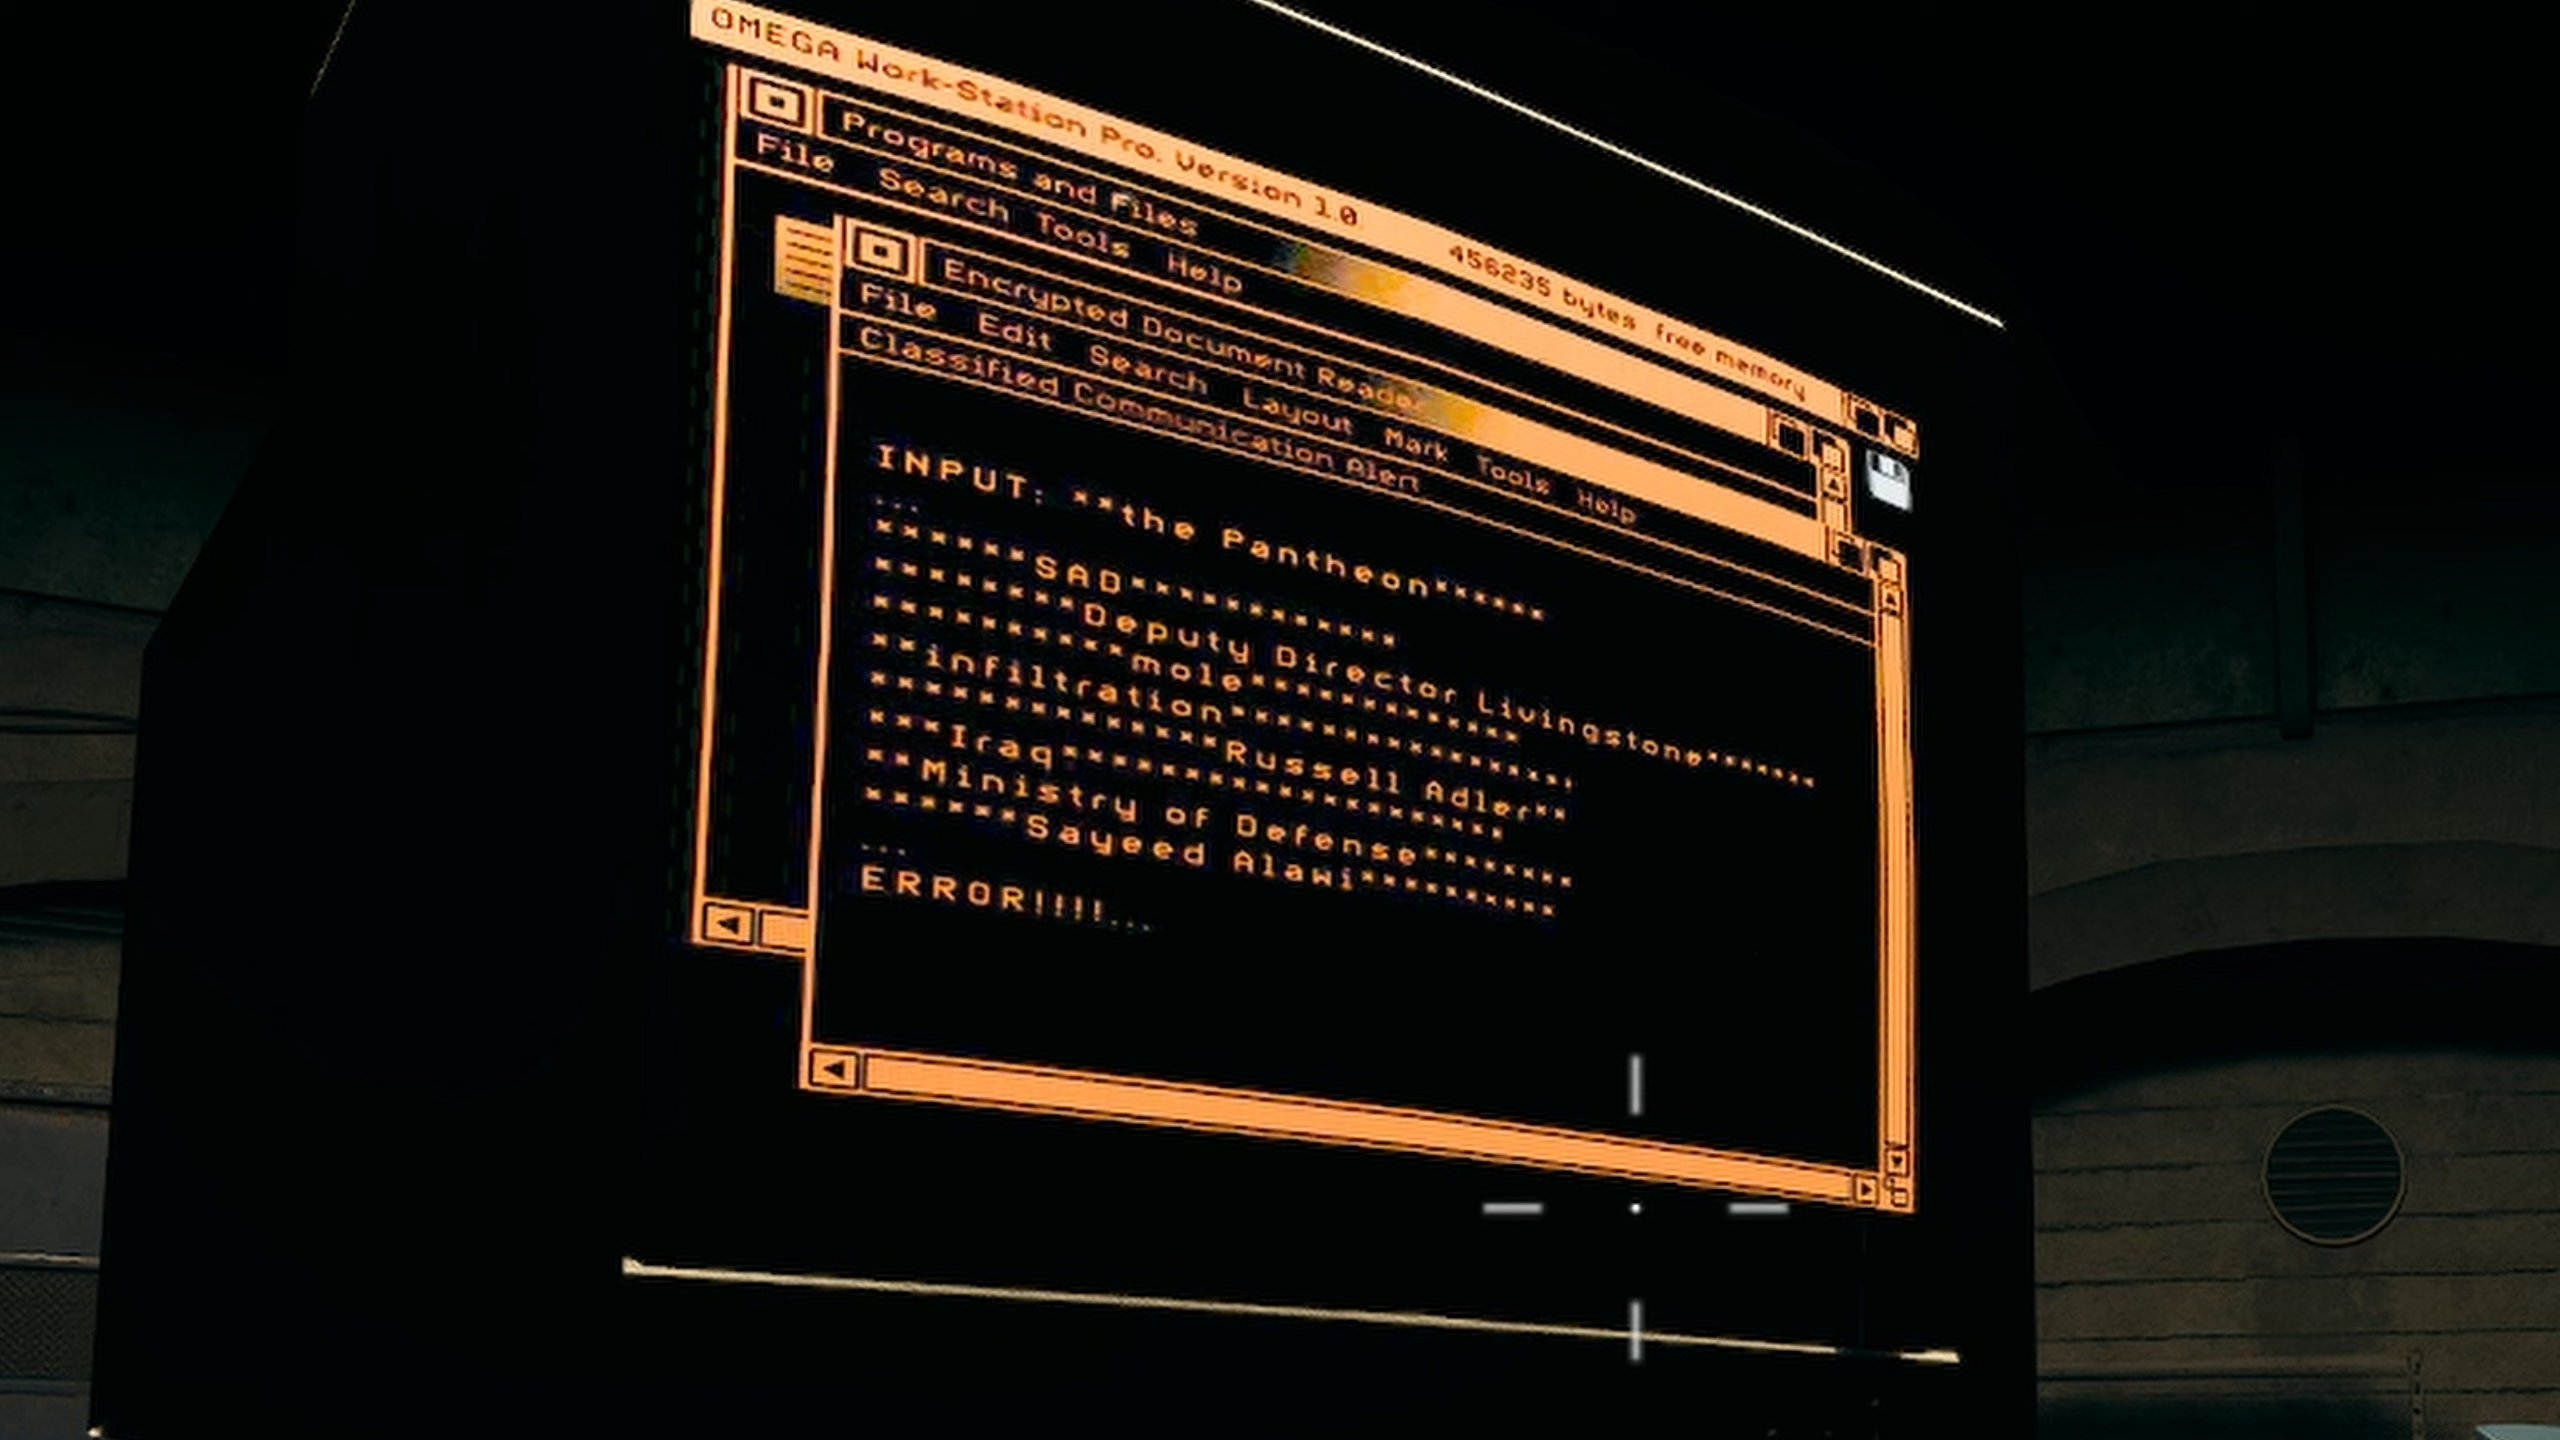 OMEGA Work-Station Pro. Version 1.0. 456235 bytes free memory
Programs and Files
File Search Tools Help
Encrypted Document Reader
File Edit Search Layout Mark Tools Help
Classified Communication Alert
INPUT: **the Pantheon******
...
******SAD************
********Deputy Director Livingstone*******
**********mole************
**infiltration***************
*************Russell Adler**
***Iraq*******************
**Ministry of Defense*******
******Sayeed Alawi**********
...
ERROR!!!!...